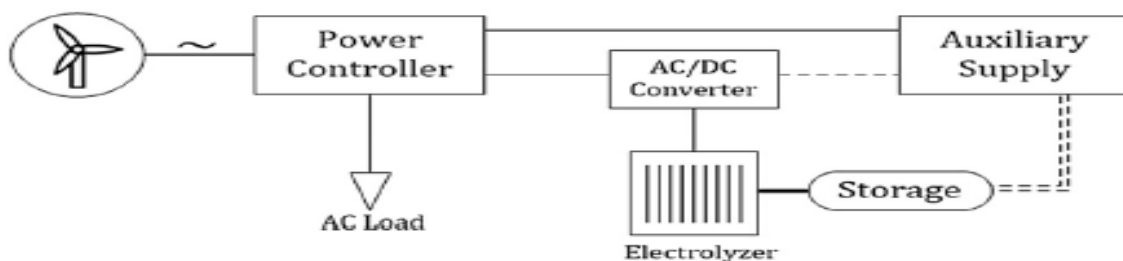 ~
Power
Controller
AC/DC
Converter
Auxiliary
Supply
AC Load
Electrolyzer
Storage